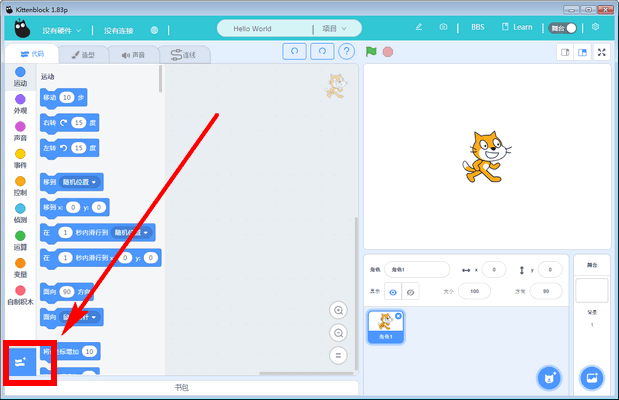 Kittenblock 1.83p
没有硬件 没有连接 Hello World 项目 BBS Learn 舞台
代码 造型 声音 连线 ?
运动
外观
声音
事件
控制
侦测
运算
变量
自制积木
运动
移动 10 步
右转 15 度
左转 15 度
移到 随机位置
移到 x: 0 y: 0
在 1 秒内滑行到 随机位置
在 1 秒内滑行到 x: 0 y: 0
面向 90 方向
面向
将 坐标增加 10
书包
角色 角色1 x 0 y 0
显示 大小 100 方向 90
角色1
舞台
背景
1